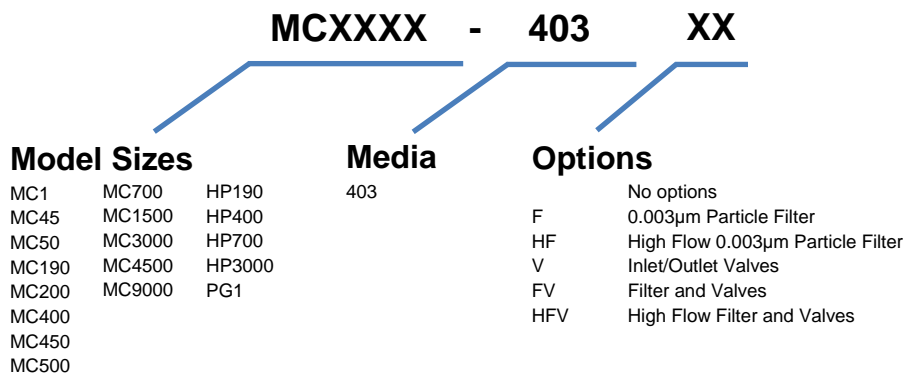 MCXXXX - 403 XX
Model Sizes
MC1
MC45
MC50
MC190
MC200
MC400
MC450
MC500
MC700
MC1500
MC3000
MC4500
MC9000
HP190
HP400
HP700
HP3000
PG1
Media
403
Options
No options
F 0.003µm Particle Filter
HF High Flow 0.003µm Particle Filter
V Inlet/Outlet Valves
FV Filter and Valves
HFV High Flow Filter and Valves